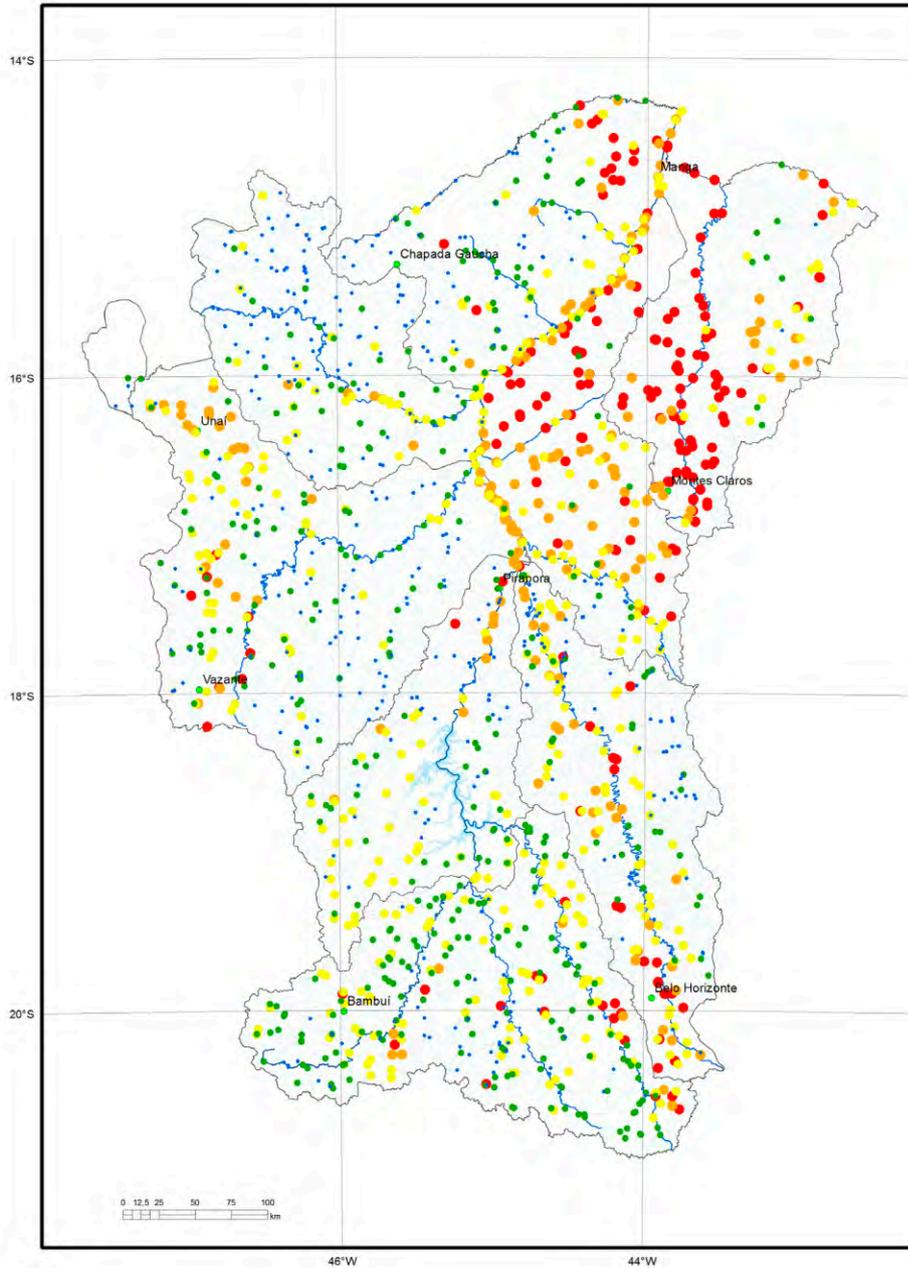 14°S
Manga
Chapada Gaúcha
16°S
Unaí
Montes Claros
Pirapora
Vazante
18°S
Belo Horizonte
Bambuí
20°S
0 12,5 25 50 75 100
km
46°W 44°W